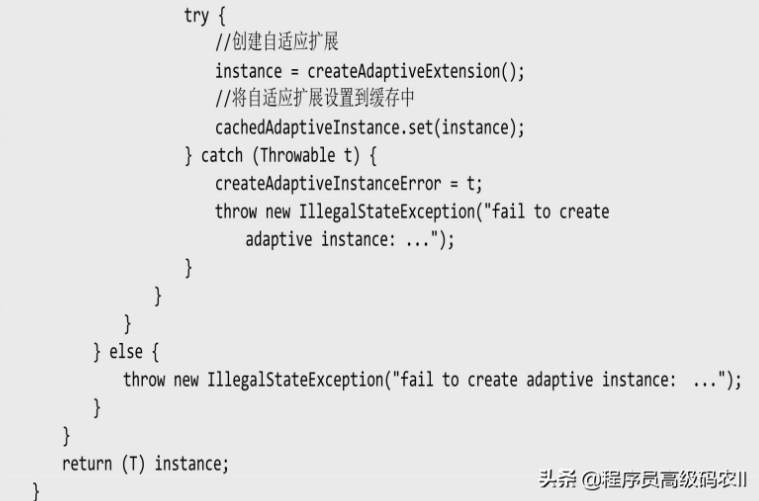 try {
//创建自适应扩展
instance = createAdaptiveExtension();
//将自适应扩展设置到缓存中
cachedAdaptiveInstance.set(instance);
} catch (Throwable t) {
createAdaptiveInstanceError = t;
throw new IllegalStateException("fail to create
adaptive instance: ...");
}
}
}
} else {
throw new IllegalStateException("fail to create adaptive instance: ...");
}
}
return (T) instance;
}
头条 @程序员高级码农II